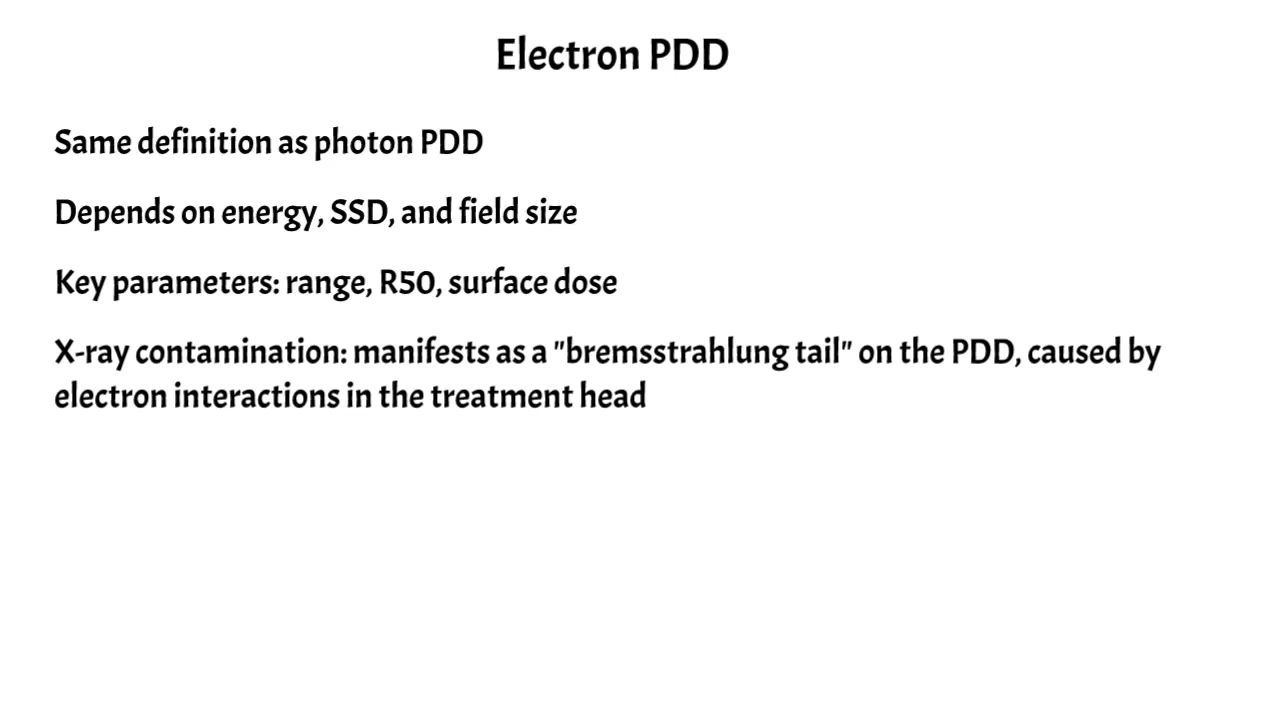 Electron PDD
Same definition as photon PDD
Depends on energy, SSD, and field size
Key parameters: range, R50, surface dose
X-ray contamination: manifests as a "bremsstrahlung tail" on the PDD, caused by
electron interactions in the treatment head